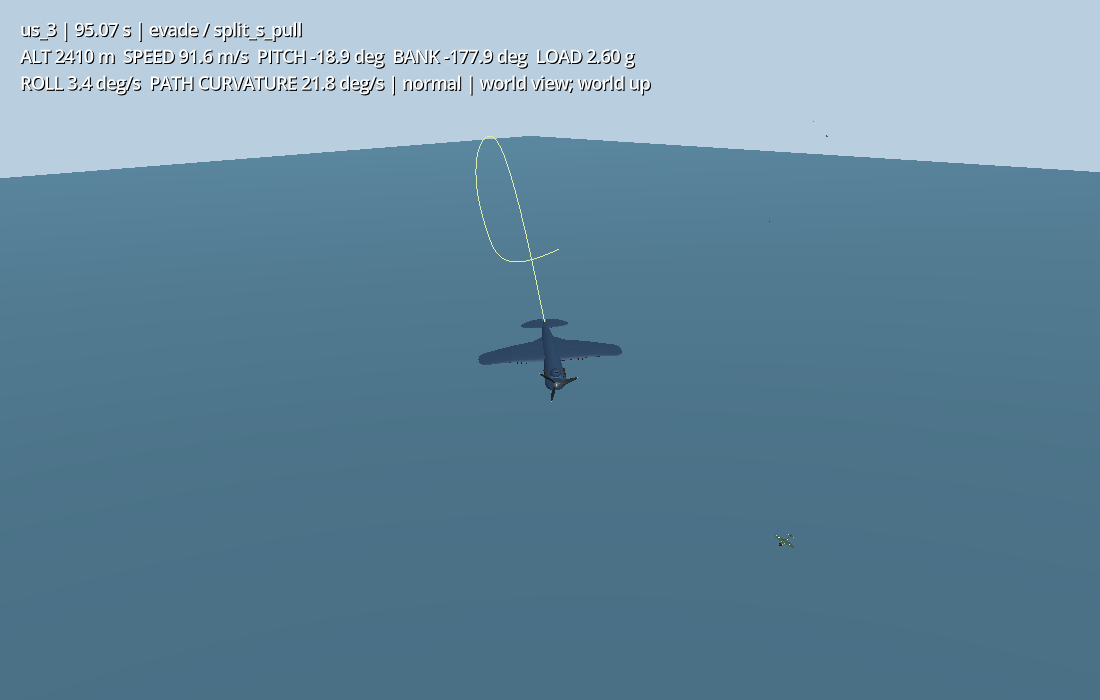 us_3 | 95.07 s | evade / split_s_pull
ALT 2410 m  SPEED 91.6 m/s  PITCH -18.9 deg  BANK -177.9 deg  LOAD 2.60 g
ROLL 3.4 deg/s  PATH CURVATURE 21.8 deg/s | normal | world view; world up